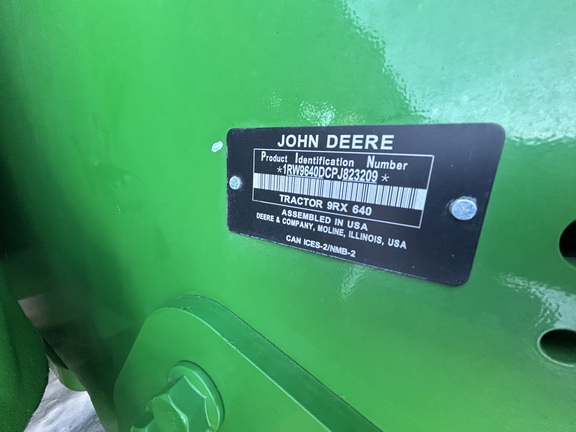 JOHN DEERE
Product Identification Number
*1RW9640DCPJ823209*
TRACTOR 9RX 640
ASSEMBLED IN USA
DEERE & COMPANY, MOLINE, ILLINOIS, USA
CAN ICES-2/NMB-2